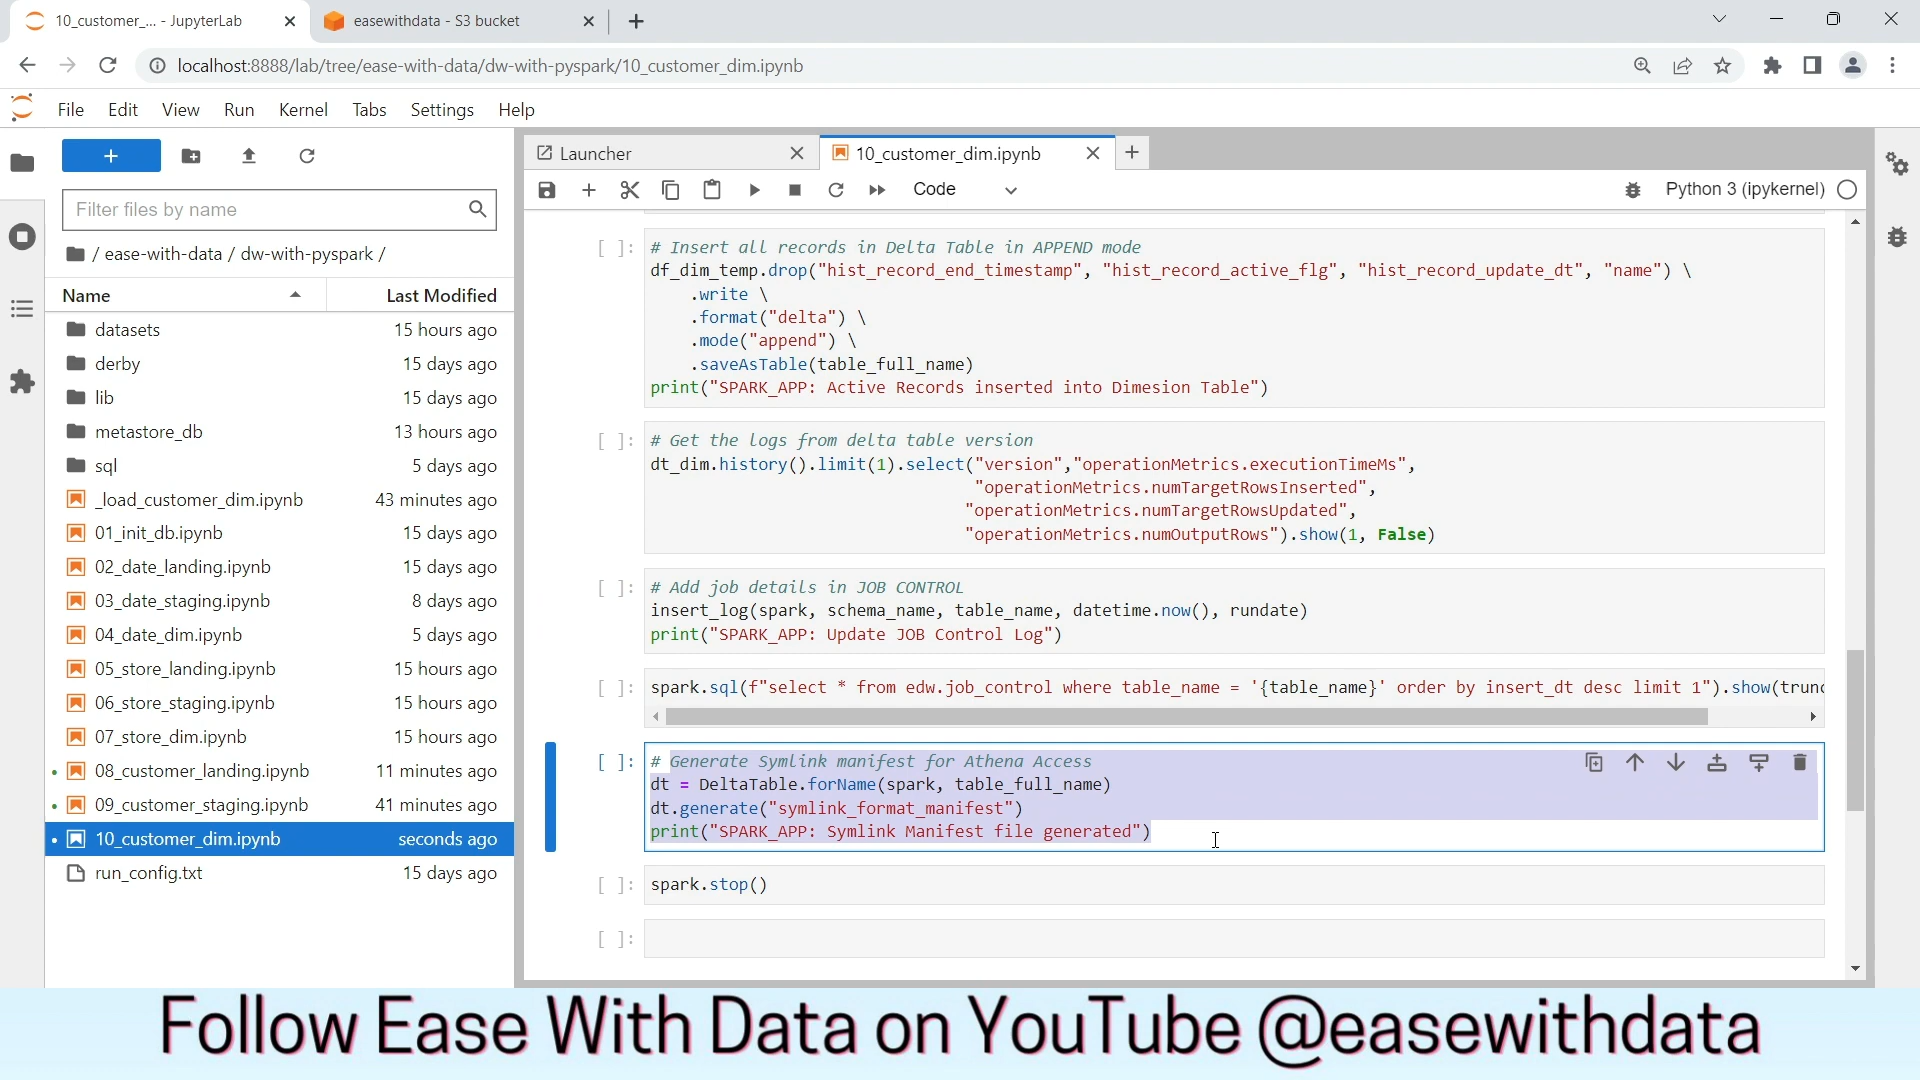 10_customer_... - JupyterLab
easewithdata - S3 bucket
localhost:8888/lab/tree/ease-with-data/dw-with-pyspark/10_customer_dim.ipynb
File Edit View Run Kernel Tabs Settings Help
Filter files by name
/ ease-with-data / dw-with-pyspark /
Name Last Modified
datasets 15 hours ago
derby 15 days ago
lib 15 days ago
metastore_db 13 hours ago
sql 5 days ago
_load_customer_dim.ipynb 43 minutes ago
01_init_db.ipynb 15 days ago
02_date_landing.ipynb 15 days ago
03_date_staging.ipynb 8 days ago
04_date_dim.ipynb 5 days ago
05_store_landing.ipynb 15 hours ago
06_store_staging.ipynb 15 hours ago
07_store_dim.ipynb 15 hours ago
08_customer_landing.ipynb 11 minutes ago
09_customer_staging.ipynb 41 minutes ago
10_customer_dim.ipynb seconds ago
run_config.txt 15 days ago
Launcher
10_customer_dim.ipynb
Code
Python 3 (ipykernel)
[ ]: # Insert all records in Delta Table in APPEND mode
df_dim_temp.drop("hist_record_end_timestamp", "hist_record_active_flg", "hist_record_update_dt", "name") \
.write \
.format("delta") \
.mode("append") \
.saveAsTable(table_full_name)
print("SPARK_APP: Active Records inserted into Dimesion Table")
[ ]: # Get the logs from delta table version
dt_dim.history().limit(1).select("version","operationMetrics.executionTimeMs",
"operationMetrics.numTargetRowsInserted",
"operationMetrics.numTargetRowsUpdated",
"operationMetrics.numOutputRows").show(1, False)
[ ]: # Add job details in JOB CONTROL
insert_log(spark, schema_name, table_name, datetime.now(), rundate)
print("SPARK_APP: Update JOB Control Log")
[ ]: spark.sql(f"select * from edw.job_control where table_name = '{table_name}' order by insert_dt desc limit 1").show(trunc
[ ]: # Generate Symlink manifest for Athena Access
dt = DeltaTable.forName(spark, table_full_name)
dt.generate("symlink_format_manifest")
print("SPARK_APP: Symlink Manifest file generated")
[ ]: spark.stop()
[ ]:
Follow Ease With Data on YouTube @easewithdata